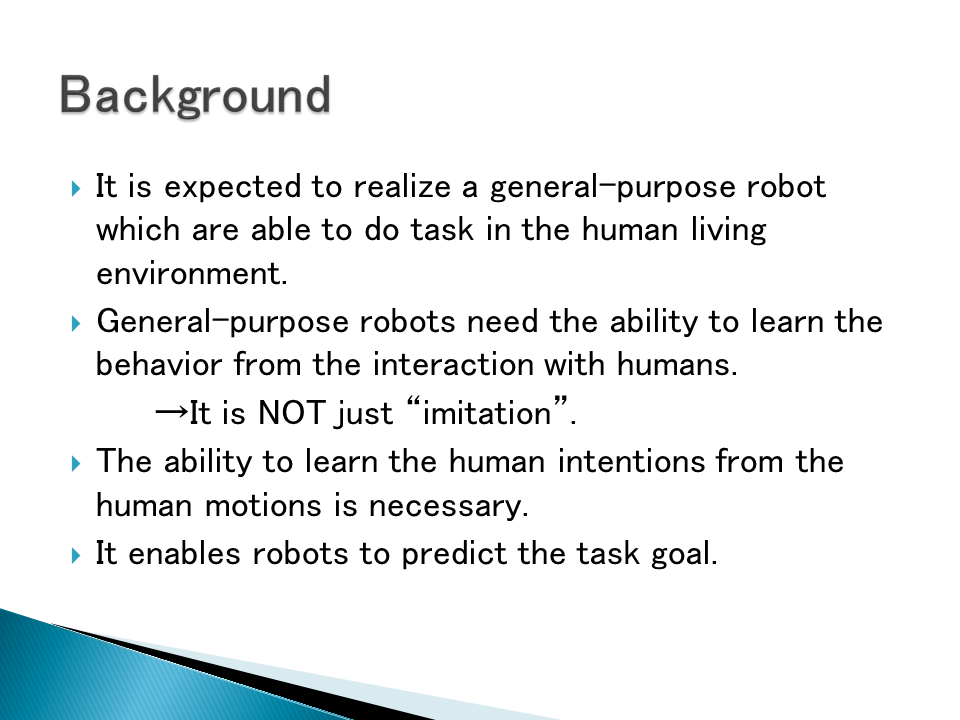 Background
It is expected to realize a general-purpose robot
which are able to do task in the human living
environment.
General-purpose robots need the ability to learn the
behavior from the interaction with humans.
→It is NOT just “imitation”.
The ability to learn the human intentions from the
human motions is necessary.
It enables robots to predict the task goal.